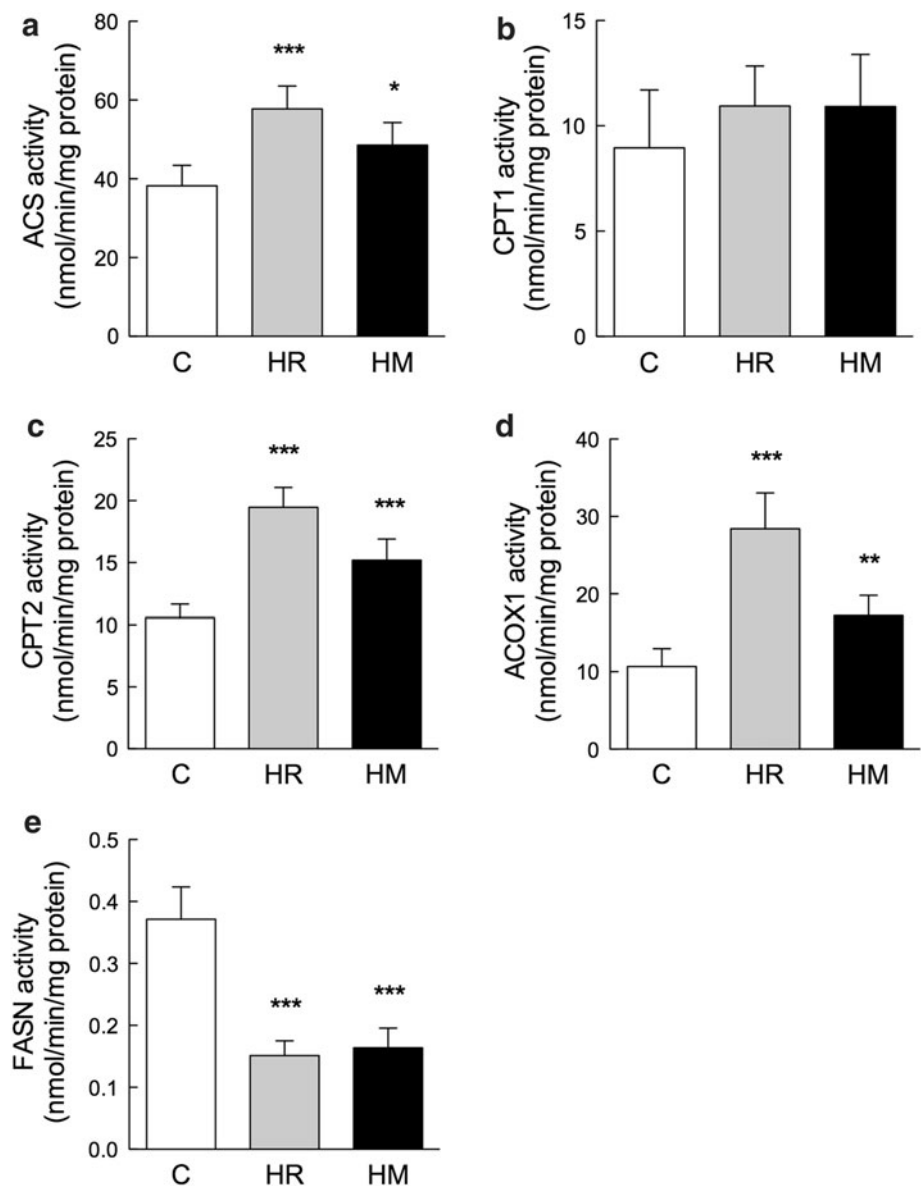 a
ACS activity
(nmol/min/mg protein)
80
60
40
60
0
***
*
C HR HM
b
CPT1 activity
(nmol/min/mg protein)
15
10
5
0
C HR HM
c
CPT2 activity
(nmol/min/mg protein)
25
20
15
10
5
0
***
***
C HR HM
d
ACOX1 activity
(nmol/min/mg protein)
40
30
20
10
0
***
**
C HR HM
e
FASN activity
(nmol/min/mg protein)
0.5
0.4
0.3
0.2
0.1
0.0
***
***
C HR HM